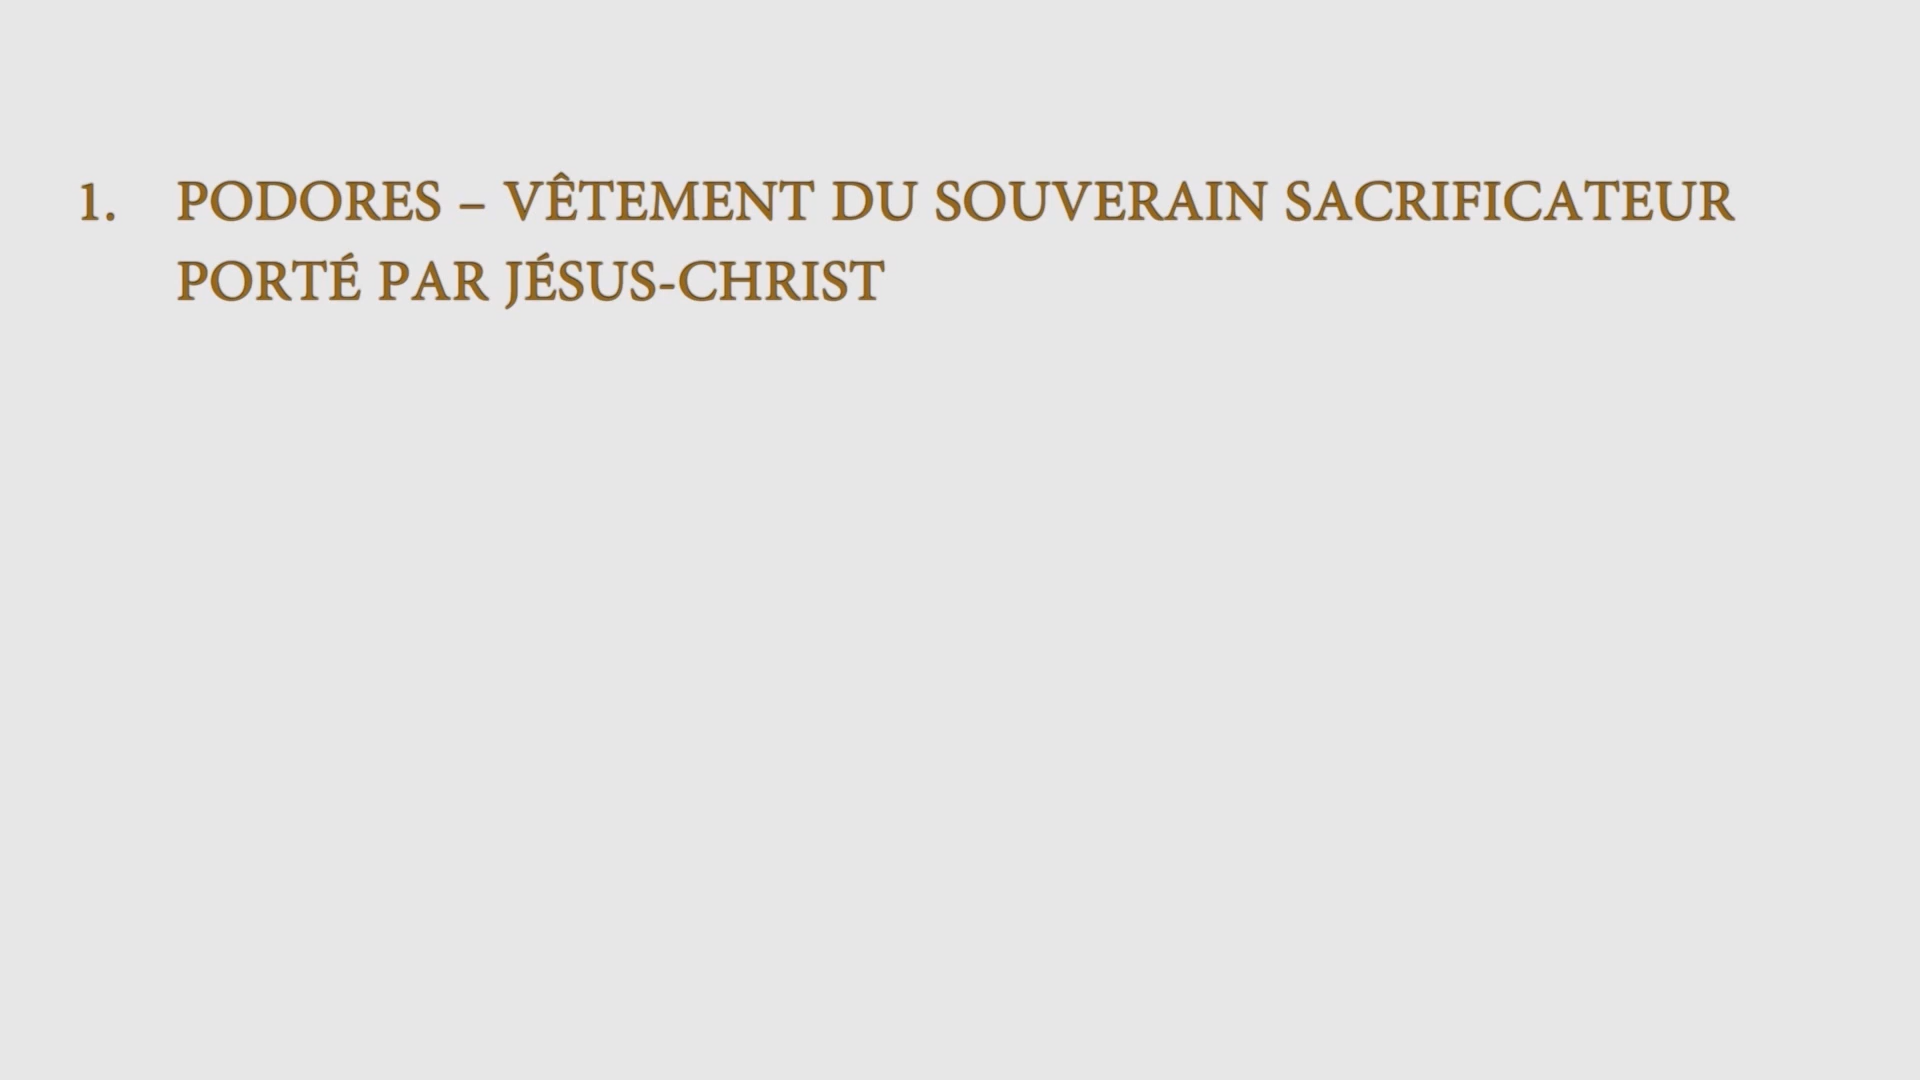 1. PODORES – VÊTEMENT DU SOUVERAIN SACRIFICATEUR
PORTÉ PAR JÉSUS-CHRIST